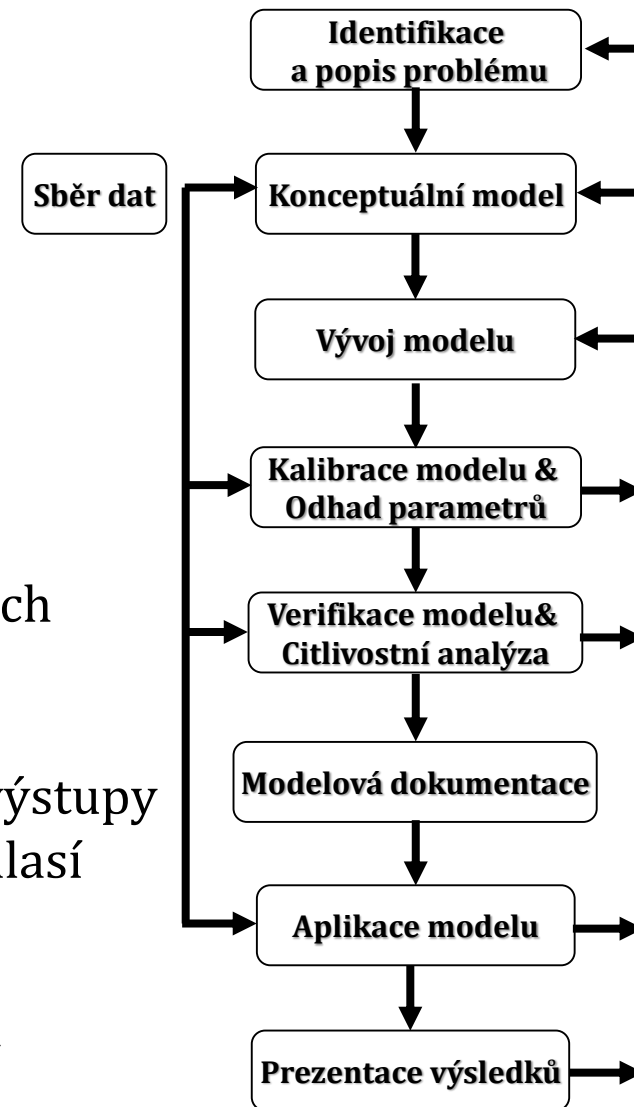 Identifikace
a popis problému
Sběr dat
Konceptuální model
Vývoj modelu
Kalibrace modelu &
Odhad parametrů
ch
Verifikace modelu&
Citlivostní analýza
Modelová dokumentace
výstupy
lasí
Aplikace modelu
Prezentace výsledků